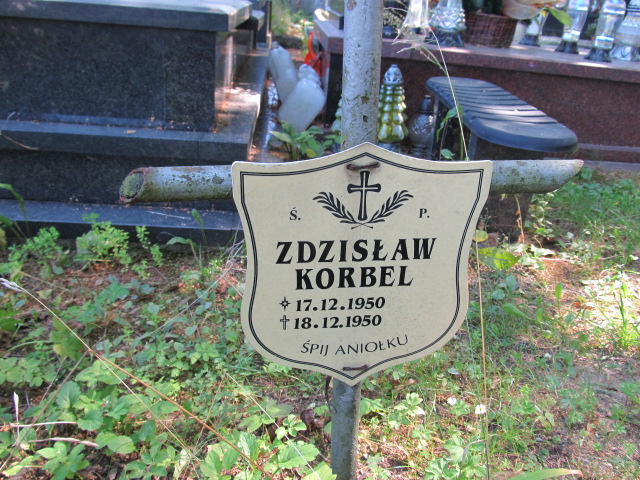 Ś. P.
ZDZISŁAW
KORBEL
17.12.1950
18.12.1950
ŚPIJ ANIOŁKU